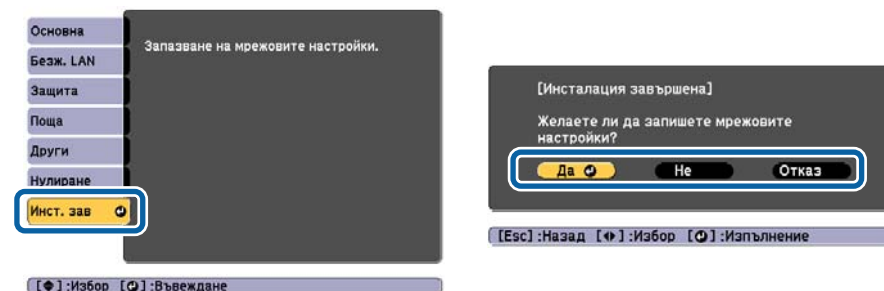 Основна
Безж. LAN
Защита
Поща
Други
Нулиране
Инст. зав
Запазване на мрежовите настройки.
[◆] :Избор [↵] :Въвеждане
[Инсталация завършена]
Желаете ли да запишете мрежовите
настройки?
Да Не Отказ
[Esc] :Назад [◆] :Избор [↵] :Изпълнение